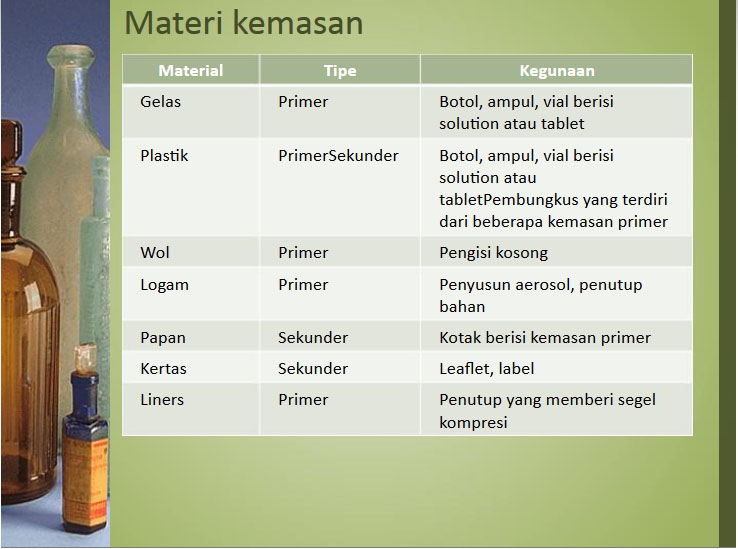 Materi kemasan
Material Tipe Kegunaan
Gelas Primer Botol, ampul, vial berisi
solution atau tablet
Plastik PrimerSekunder Botol, ampul, vial berisi
solution atau
tabletPembungkus yang terdiri
dari beberapa kemasan primer
Wol Primer Pengisi kosong
Logam Primer Penyusun aerosol, penutup
bahan
Papan Sekunder Kotak berisi kemasan primer
Kertas Sekunder Leaflet, label
Liners Primer Penutup yang memberi segel
kompresi